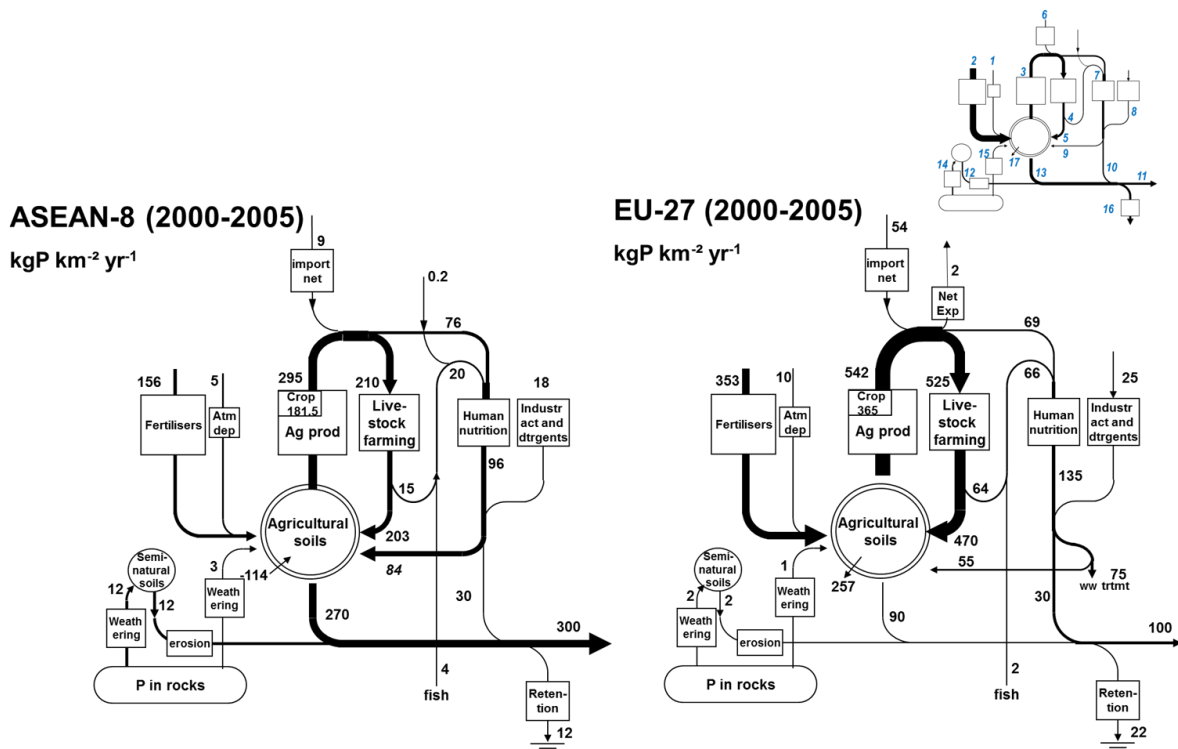 6
2
1
3
7
4
8
5
15
9
14
12
17
13
10
11
16
ASEAN-8 (2000-2005)
kgP km⁻² yr⁻¹
9
import
net
0.2
76
156
5
295
210
20
18
Fertilisers
Atm
dep
Crop
181.5
Ag prod
Live-
stock
farming
Human
nutrition
Industr
act and
dtrgents
96
15
Agricultural
soils
203
84
Semi-
natural
soils
3
-114
12
12
Weath
ering
Weath
ering
270
30
300
erosion
P in rocks
4
fish
Reten-
tion
12
EU-27 (2000-2005)
kgP km⁻² yr⁻¹
54
import
net
2
Net
Exp
69
353
10
542
525
66
25
Fertilisers
Atm
dep
Crop
365
Ag prod
Live-
stock
farming
Human
nutrition
Industr
act and
dtrgents
135
64
Agricultural
soils
470
55
75
ww trtmt
Semi-
natural
soils
1
257
2
2
Weath
ering
Weath
ering
90
30
100
erosion
P in rocks
2
fish
Reten-
tion
22